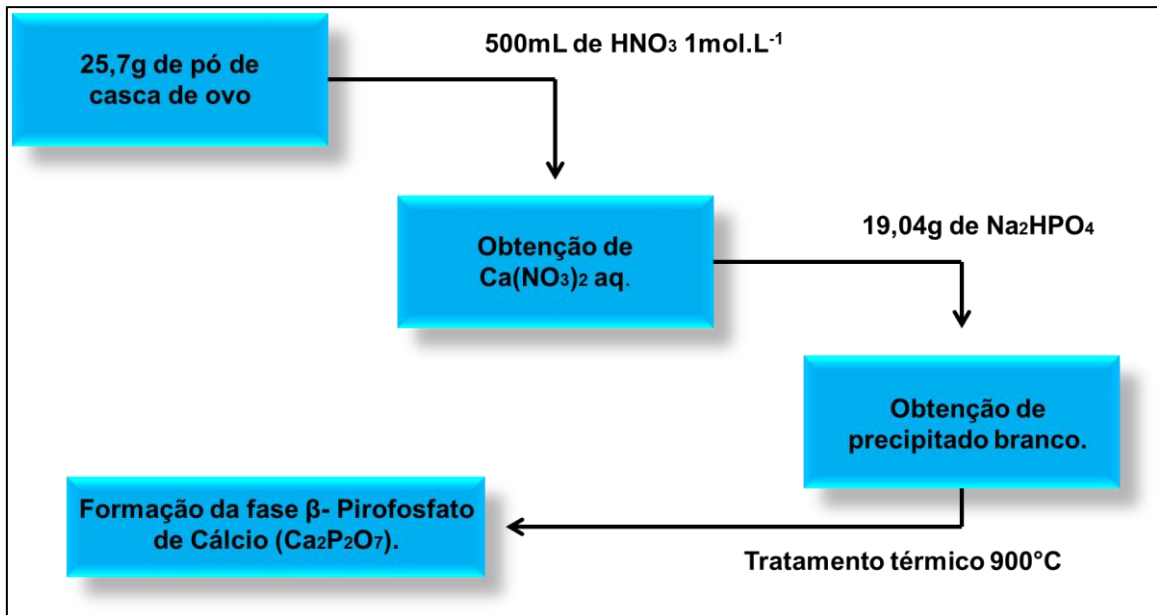 25,7g de pó de
casca de ovo
500mL de HNO₃ 1mol.L⁻¹
Obtenção de
Ca(NO₃)₂ aq.
19,04g de Na₂HPO₄
Obtenção de
precipitado branco.
Tratamento térmico 900°C
Formação da fase β- Pirofosfato
de Cálcio (Ca₂P₂O₇).